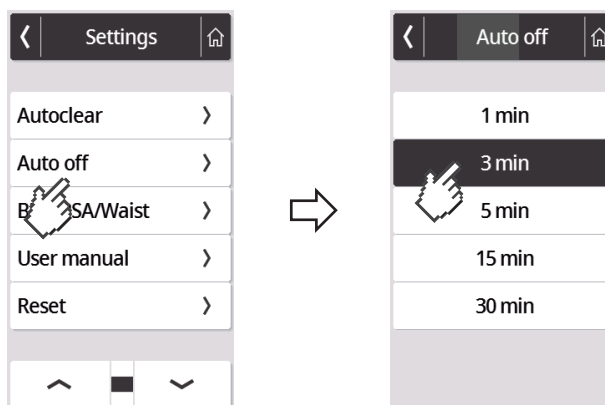 Settings
Autoclear
Auto off
SA/Waist
User manual
Reset
Auto off
1 min
3 min
5 min
15 min
30 min